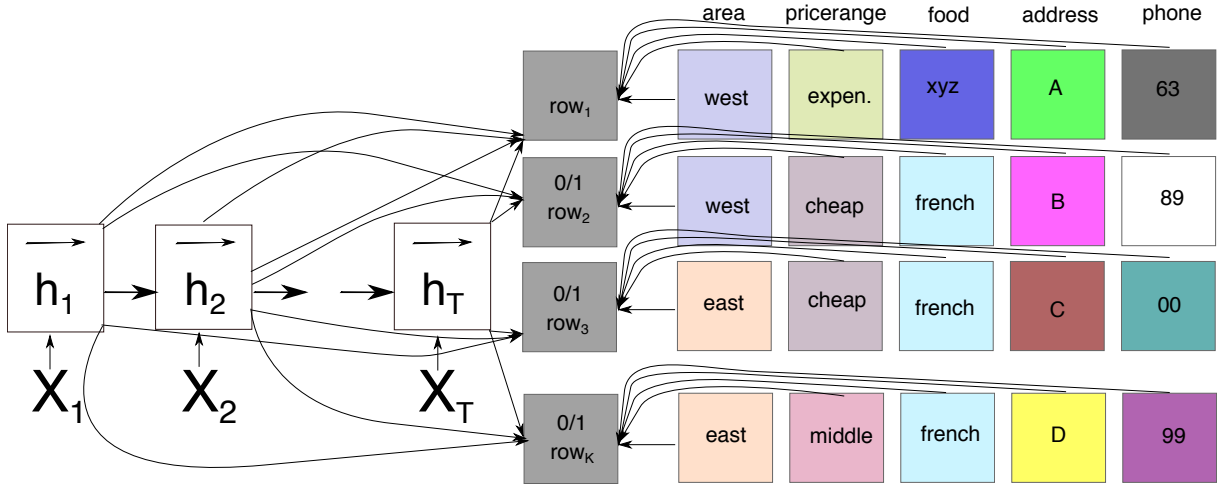 area pricerange food address phone
row1 west expen. xyz A 63
0/1
row2 west cheap french B 89
h1 h2 hT
0/1
row3 east cheap french C 00
X1 X2 XT
0/1
rowK east middle french D 99